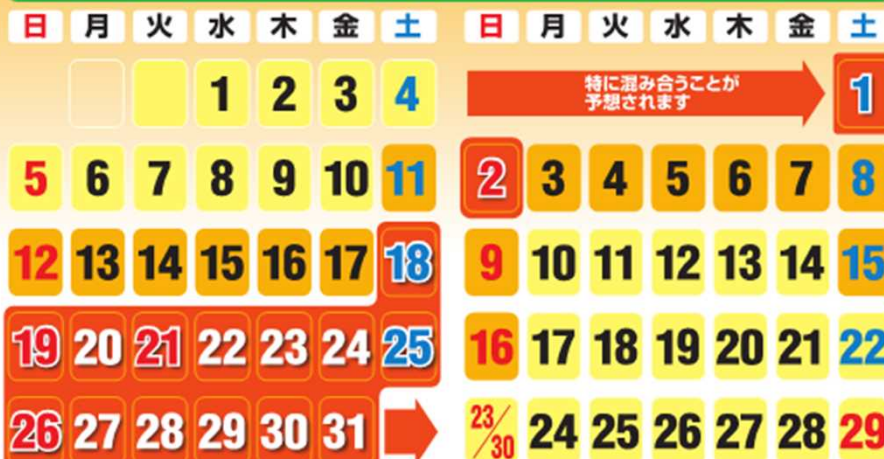 日 月 火 水 木 金 土
1 2 3 4
5 6 7 8 9 10 11
12 13 14 15 16 17 18
19 20 21 22 23 24 25
26 27 28 29 30 31
日 月 火 水 木 金 土
特に混み合うことが
予想されます
1
2 3 4 5 6 7 8
9 10 11 12 13 14 15
16 17 18 19 20 21 22
23/30 24 25 26 27 28 29